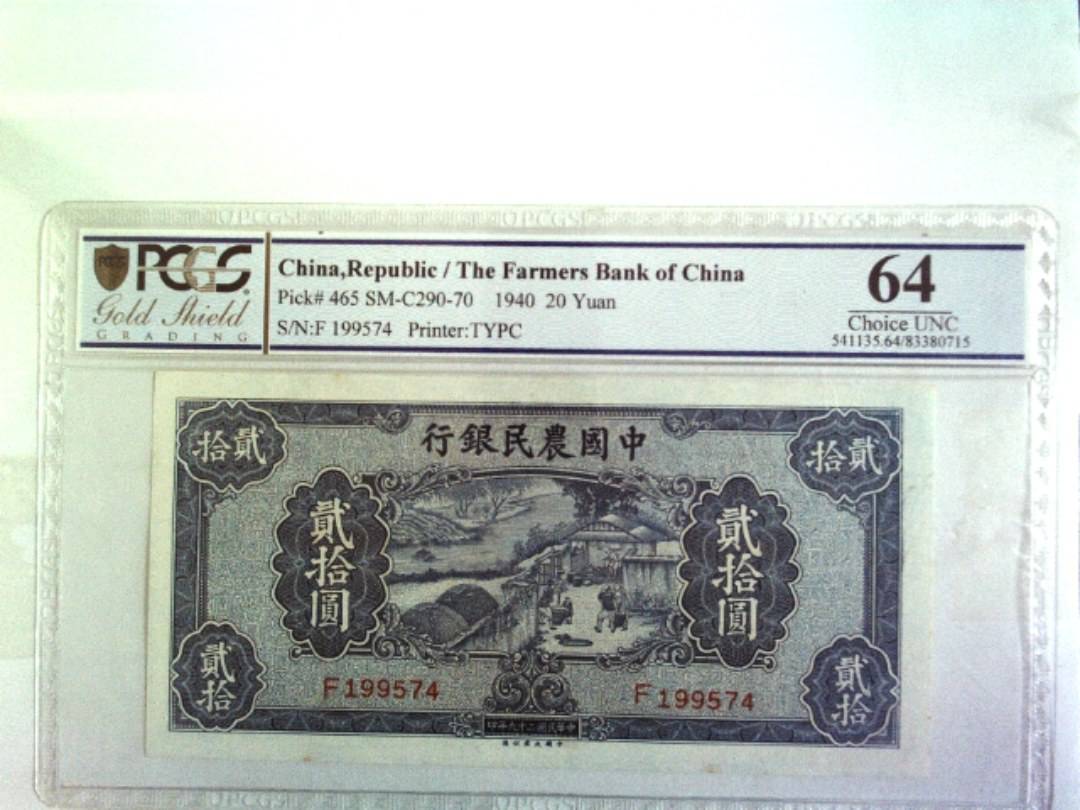 PCGS
Gold Shield
GRADING
China,Republic / The Farmers Bank of China
Pick# 465 SM-C290-70 1940 20 Yuan
S/N:F 199574 Printer:TYPC
64
Choice UNC
541135.64/83380715
行銀民農國中
拾貳
拾貳
貳拾圓
貳拾圓
貳拾
貳拾
F199574
F199574